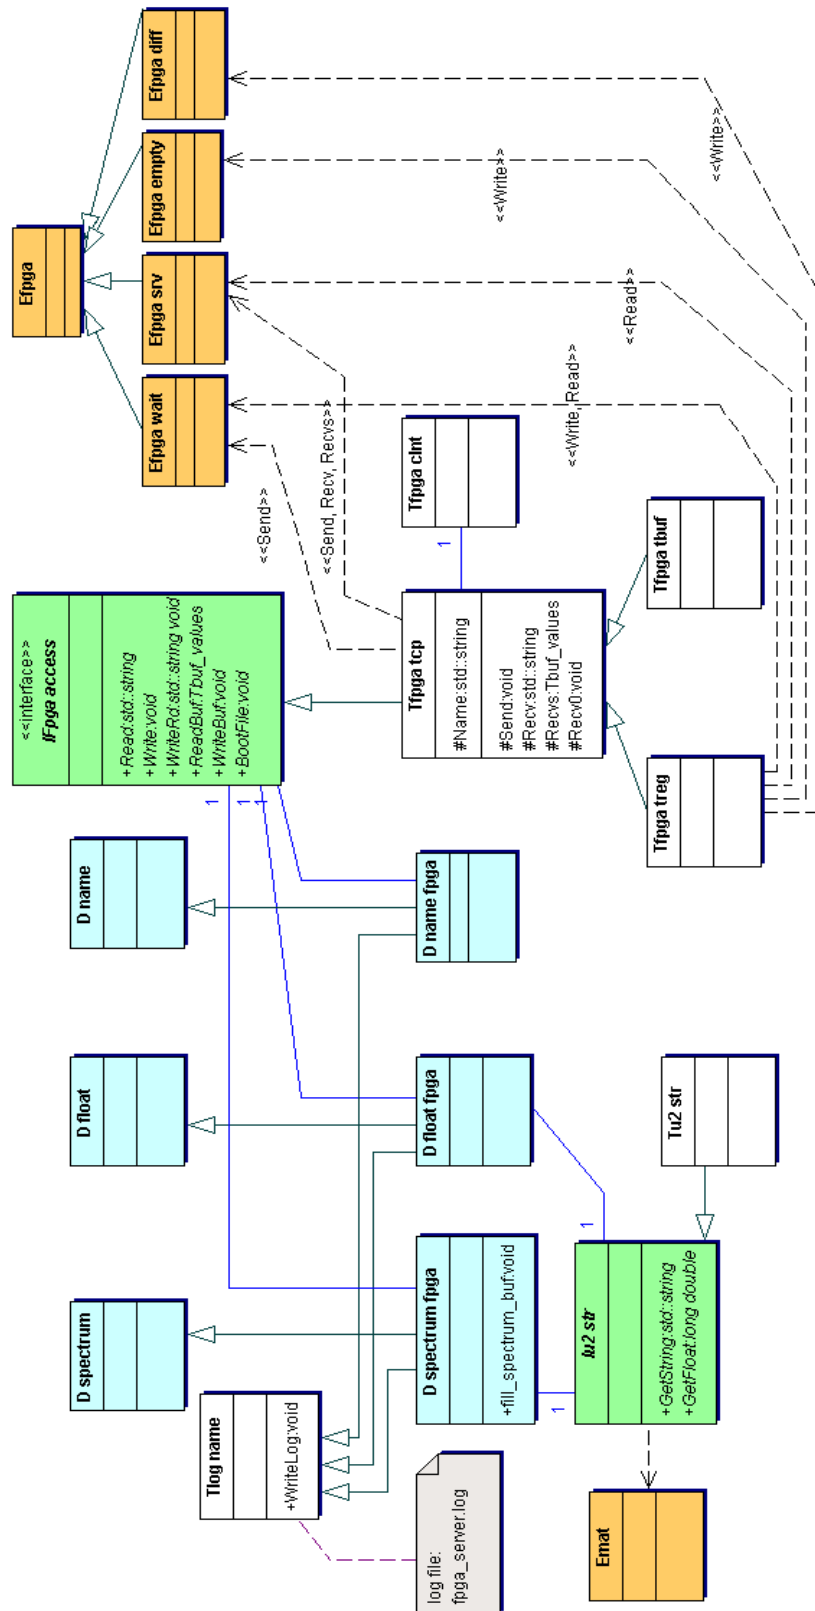 D spectrum
D float
D name
<<interface>>
IFpga access
+Read:std::string
+Write:void
+WriteRd:std::string void
+ReadBuf:Tbuf_values
+WriteBuf:void
+BootFile:void
Efpga
Efpga wait
Efpga srv
Efpga empty
Efpga diff
Tlog name
+WriteLog:void
1
1
1
<<Send>>
<<Send, Recv, Recvs>>
log file:
fpga_server.log
D spectrum fpga
+fill_spectrum_buf:void
D float fpga
D name fpga
Tfpga tcp
#Name:std::string
#Send:void
#Recv:std::string
#Recvs:Tbuf_values
#Recv0:void
1
Tfpga clnt
1
1
<<Write, Read>>
<<Read>>
<<Write>>
<<Write>>
Emat
Iu2 str
+GetString:std::string
+GetFloat:long double
Tu2 str
Tfpga treg
Tfpga tbuf